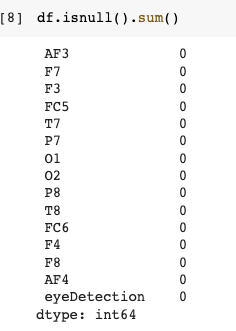 [8] df.isnull().sum()
AF3 0
F7 0
F3 0
FC5 0
T7 0
P7 0
O1 0
O2 0
P8 0
T8 0
FC6 0
F4 0
F8 0
AF4 0
eyeDetection 0
dtype: int64